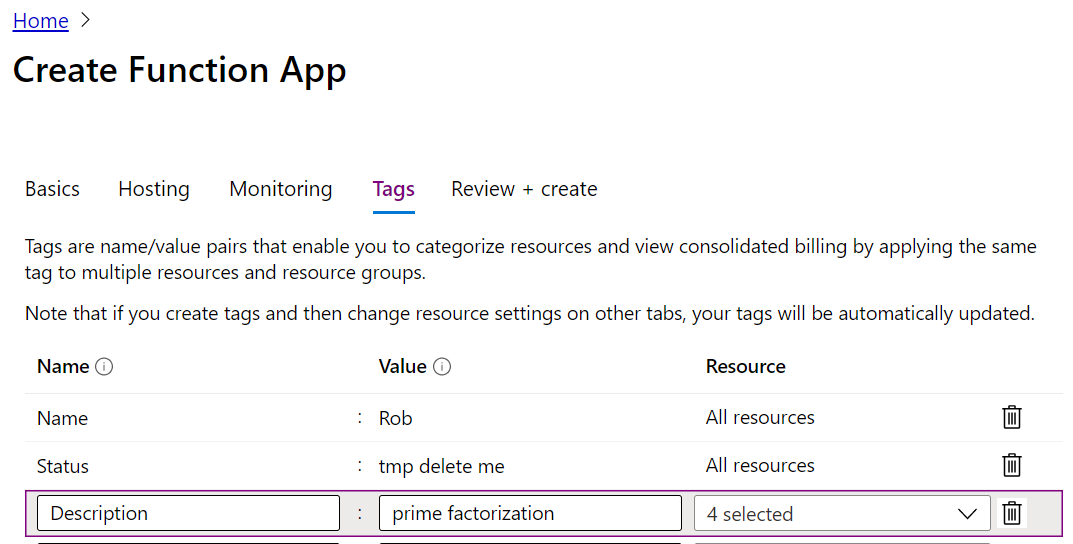 Home >
Create Function App
Basics Hosting Monitoring Tags Review + create
Tags are name/value pairs that enable you to categorize resources and view consolidated billing by applying the same
tag to multiple resources and resource groups.
Note that if you create tags and then change resource settings on other tabs, your tags will be automatically updated.
Name Value Resource
Name : Rob All resources
Status : tmp delete me All resources
Description : prime factorization 4 selected